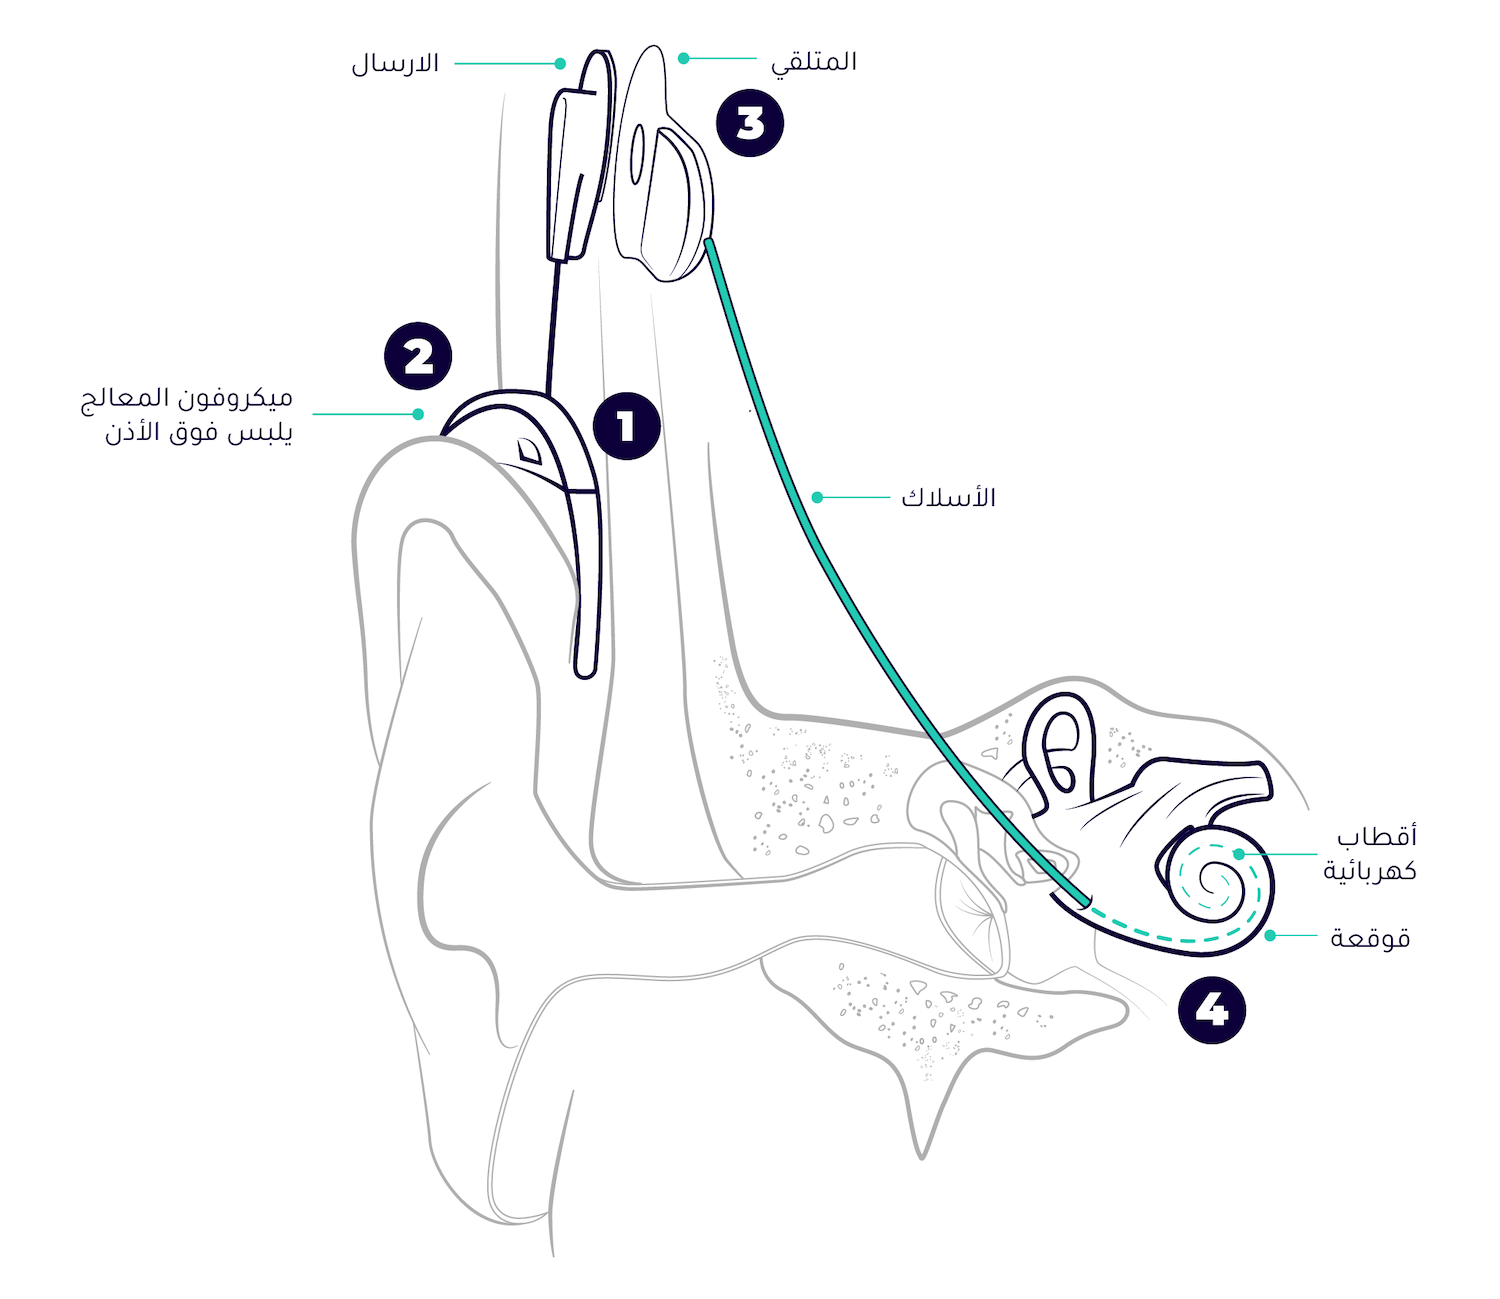 الارسال
المتلقي
3
2
ميكروفون المعالج
يلبس فوق الأذن
1
الأسلاك
أقطاب
كهربائية
قوقعة
4